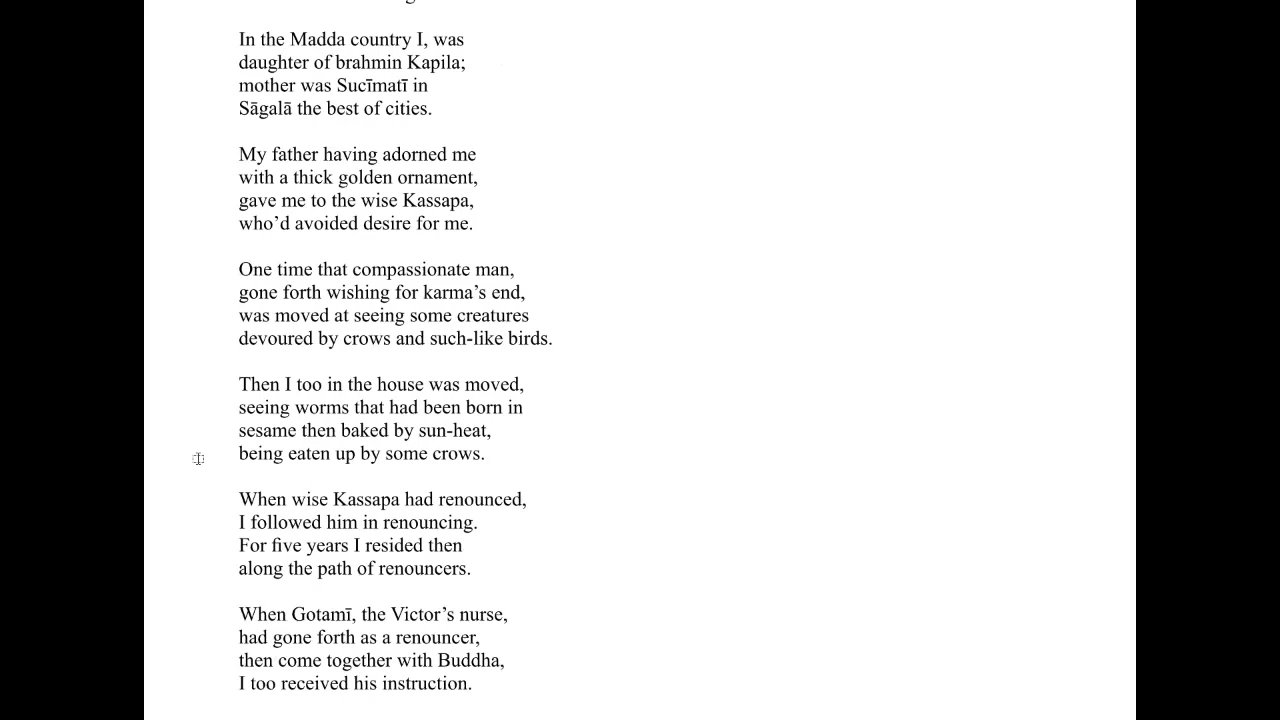 In the Madda country I, was
daughter of brahmin Kapila;
mother was Sucīmatī in
Sāgalā the best of cities.
My father having adorned me
with a thick golden ornament,
gave me to the wise Kassapa,
who’d avoided desire for me.
One time that compassionate man,
gone forth wishing for karma’s end,
was moved at seeing some creatures
devoured by crows and such-like birds.
Then I too in the house was moved,
seeing worms that had been born in
sesame then baked by sun-heat,
being eaten up by some crows.
When wise Kassapa had renounced,
I followed him in renouncing.
For five years I resided then
along the path of renouncers.
When Gotamī, the Victor’s nurse,
had gone forth as a renouncer,
then come together with Buddha,
I too received his instruction.